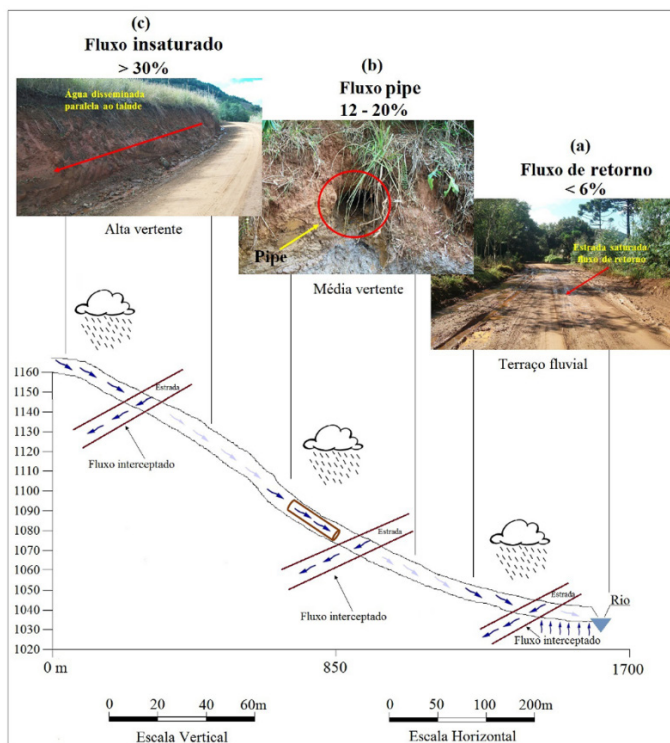 (c)
Fluxo insaturado
> 30%
Água disseminada
paralela ao talude
Alta vertente
(b)
Fluxo pipe
12 - 20%
Pipe
Média vertente
(a)
Fluxo de retorno
< 6%
Estrada saturada
fluxo de retorno
Terraço fluvial
1160
1140
1130
1120
1110
1100
1090
1080
1070
1060
1050
1040
1030
1020
Estrada
Fluxo interceptado
Estrada
Fluxo interceptado
Estrada
Fluxo interceptado
Rio
0 m
850
1700
0 20 40 60m
Escala Vertical
0 50 100 200m
Escala Horizontal